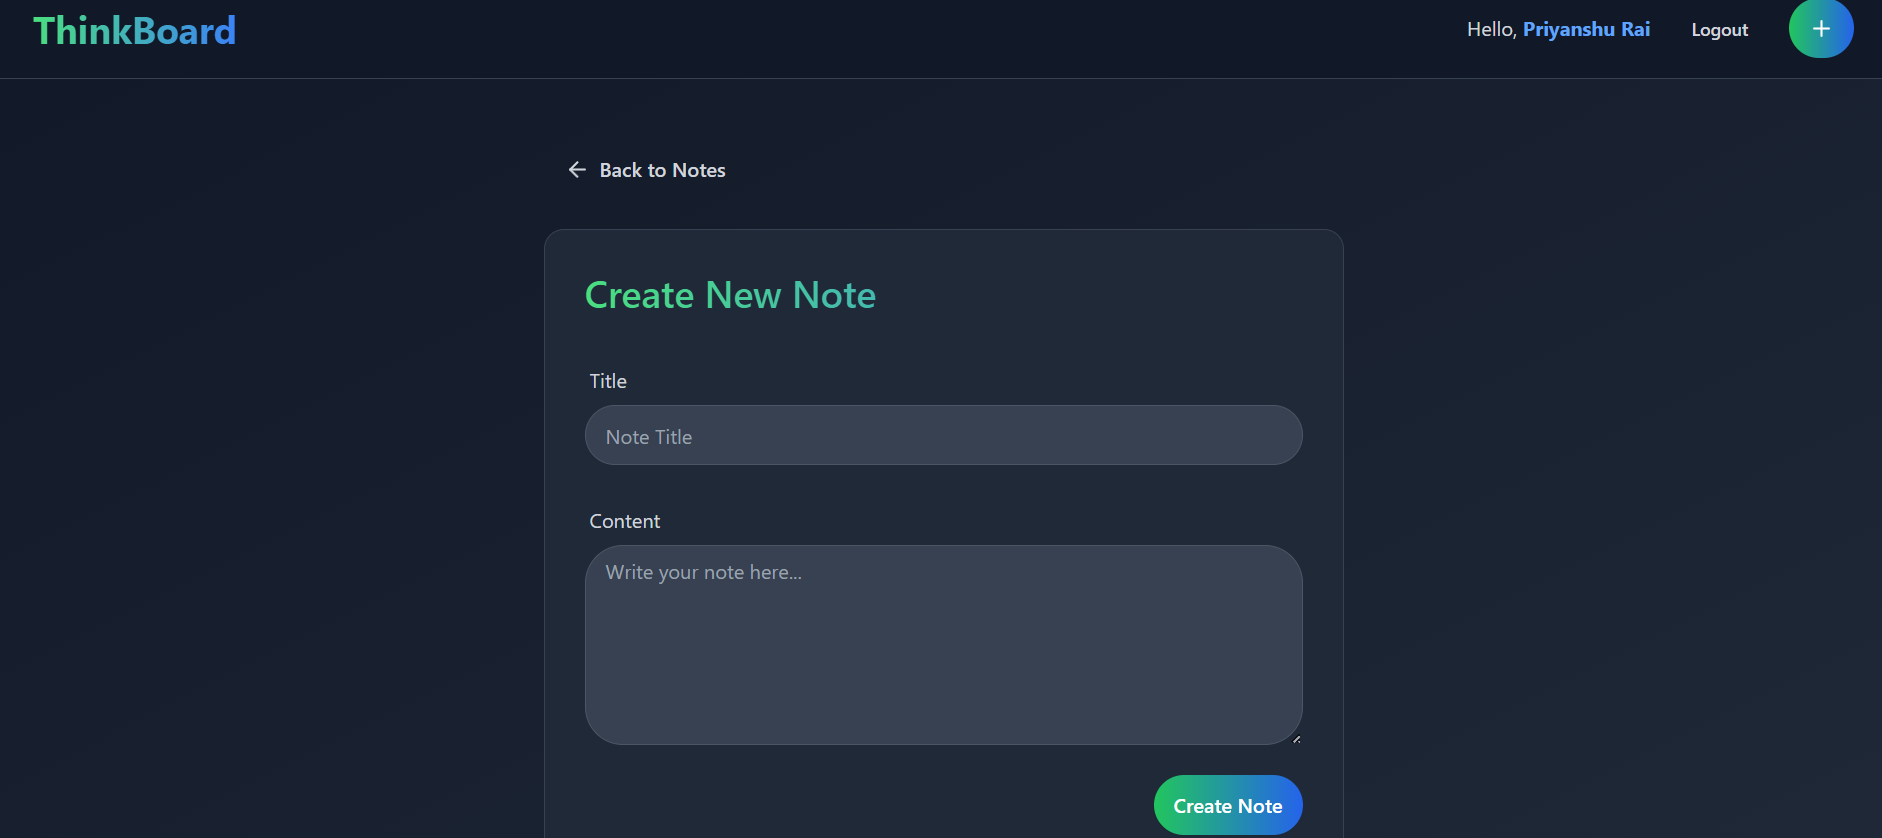 ThinkBoard
Hello, Priyanshu Rai
Logout
+
Back to Notes
Create New Note
Title
Note Title
Content
Write your note here...
Create Note